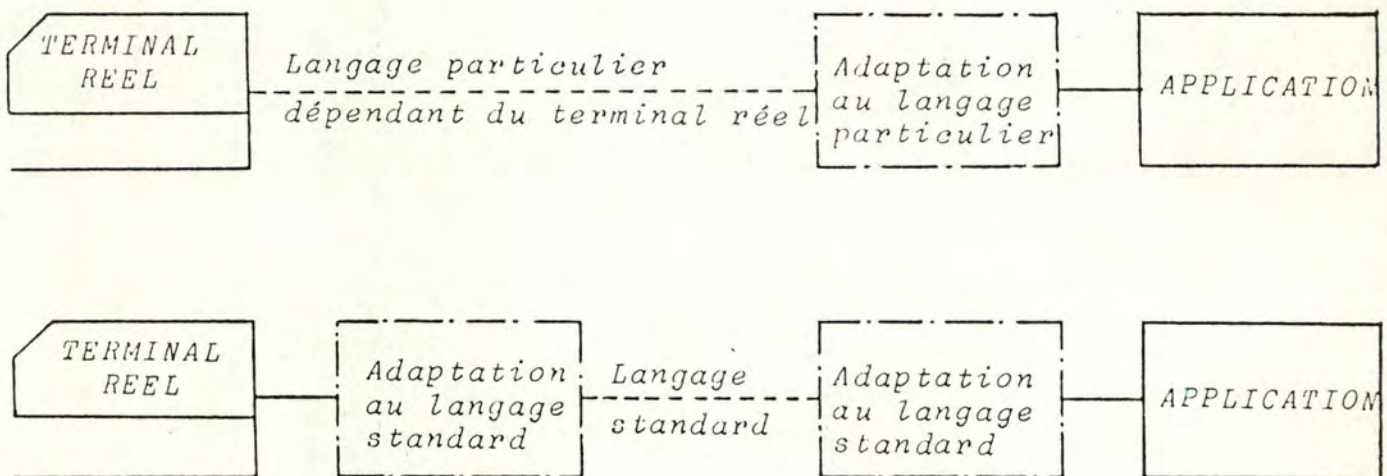 TERMINAL
REEL
Langage particulier
dépendant du terminal réel
Adaptation
au langage
particulier
APPLICATION
TERMINAL
REEL
Adaptation
au langage
standard
Langage
standard
Adaptation
au langage
standard
APPLICATION